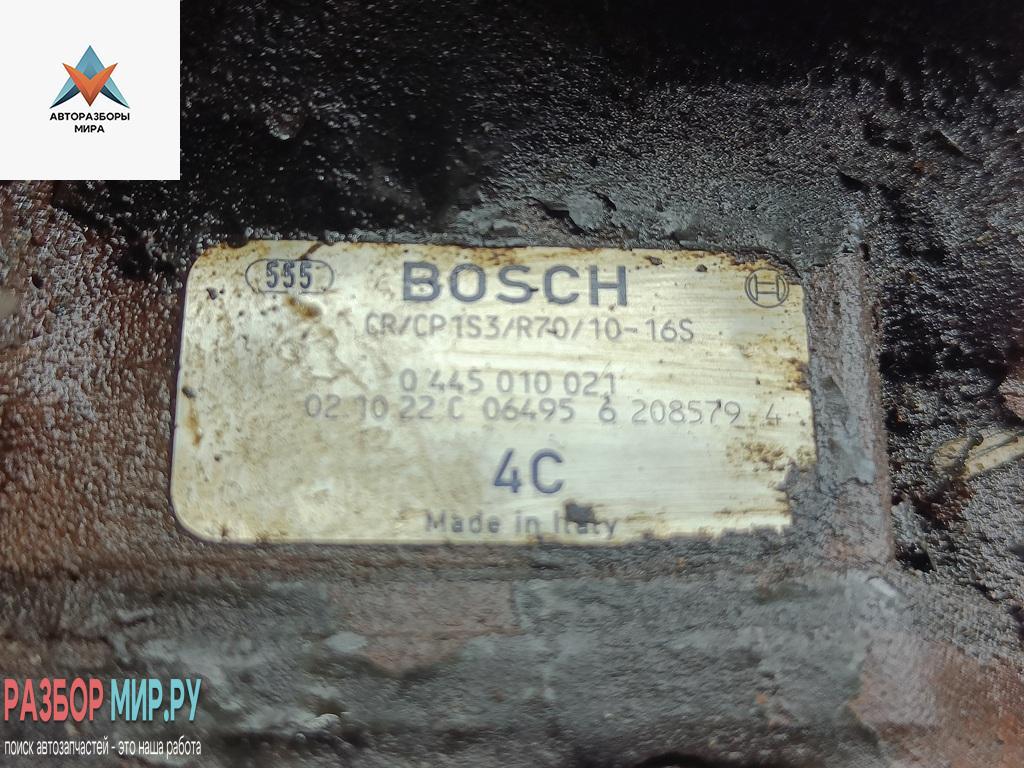 АВТОРАЗБОРЫ
МИРА
555 BOSCH
CR/CP1S3/R70/10-16S
0 445 010 021
02 10 22 C 06495 6 208579 4
4C
Made in Italy
РАЗБОР МИР.РУ
поиск автозапчастей - это наша работа